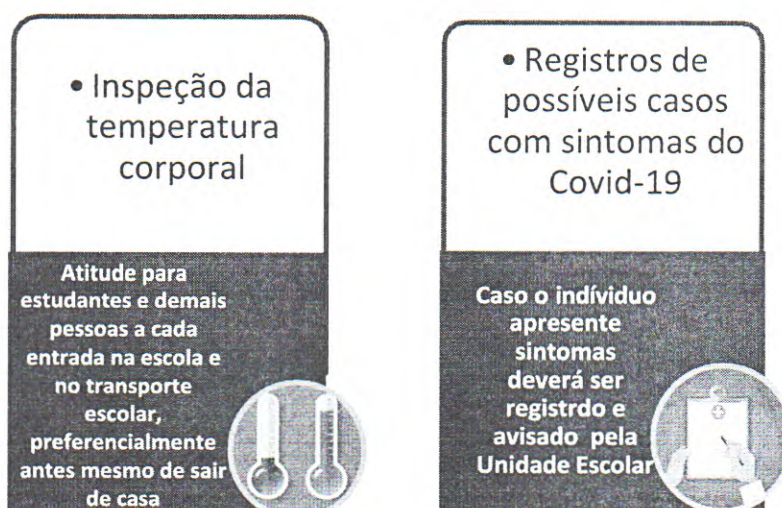 • Inspeção da
temperatura
corporal
Atitude para
estudantes e demais
pessoas a cada
entrada na escola e
no transporte
escolar,
preferencialmente
antes mesmo de sair
de casa
• Registros de
possíveis casos
com sintomas do
Covid-19
Caso o indíviduo
apresente
sintomas
deverá ser
registrdo e
avisado pela
Unidade Escolar